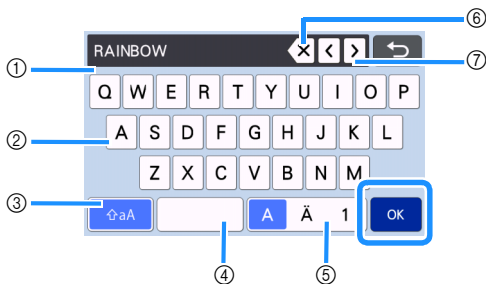 ⑥
RAINBOW
⑦
①
Q W E R T Y U I O P
② A S D F G H J K L
Z X C V B N M
③ ⇧aA A Ä 1 OK
④ ⑤